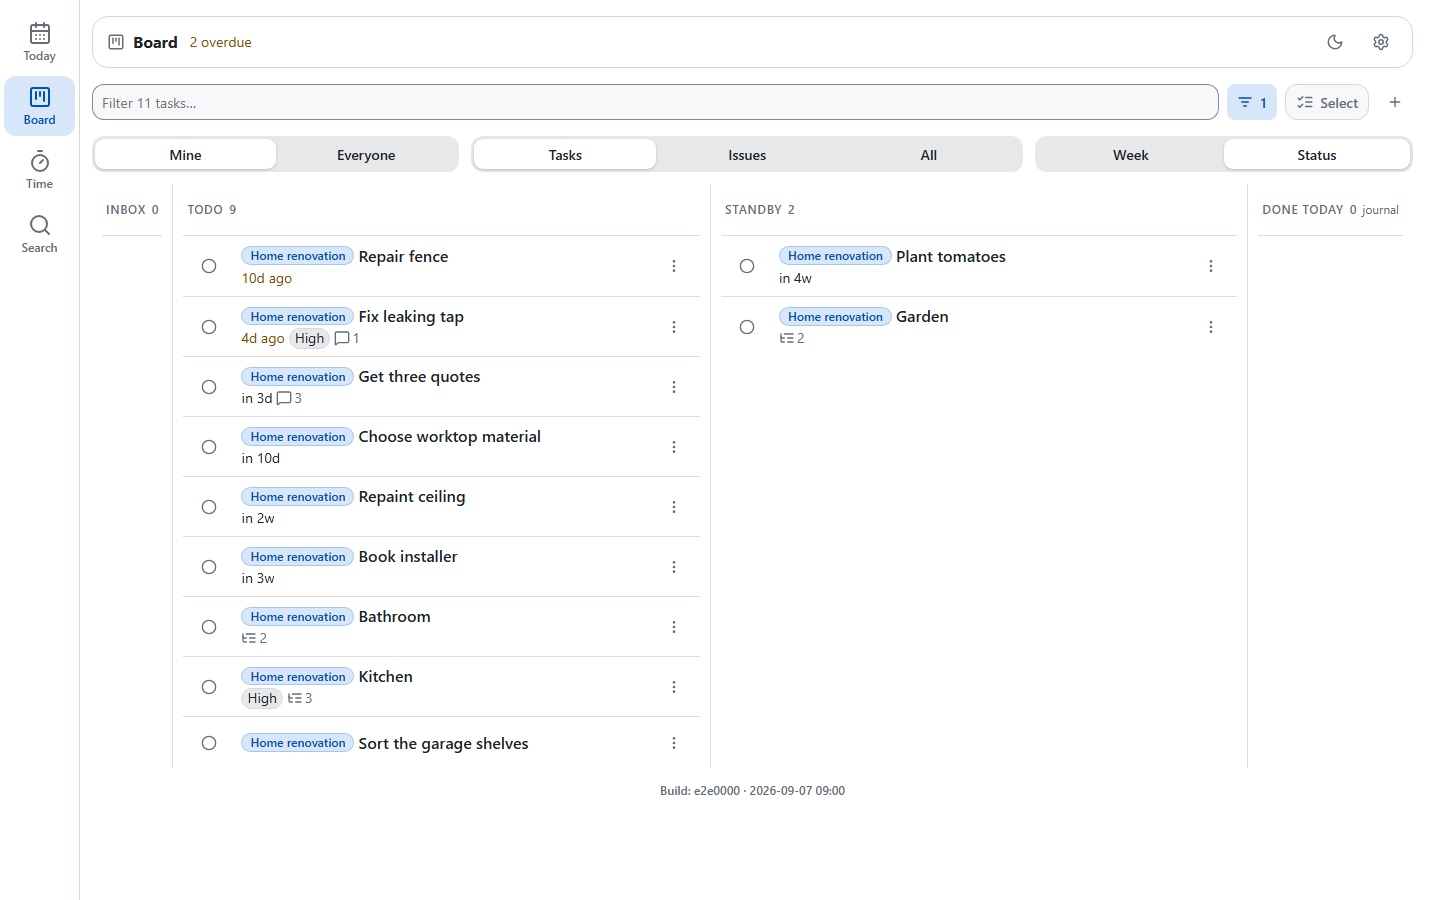 Today
Board
Time
Search
Board 2 overdue
Filter 11 tasks...
1
Select
Mine
Everyone
Tasks
Issues
All
Week
Status
INBOX 0
TODO 9
Home renovation Repair fence
10d ago
Home renovation Fix leaking tap
4d ago High 1
Home renovation Get three quotes
in 3d 3
Home renovation Choose worktop material
in 10d
Home renovation Repaint ceiling
in 2w
Home renovation Book installer
in 3w
Home renovation Bathroom
2
Home renovation Kitchen
High 3
Home renovation Sort the garage shelves
STANDBY 2
Home renovation Plant tomatoes
in 4w
Home renovation Garden
2
DONE TODAY 0 journal
Build: e2e0000 · 2026-09-07 09:00